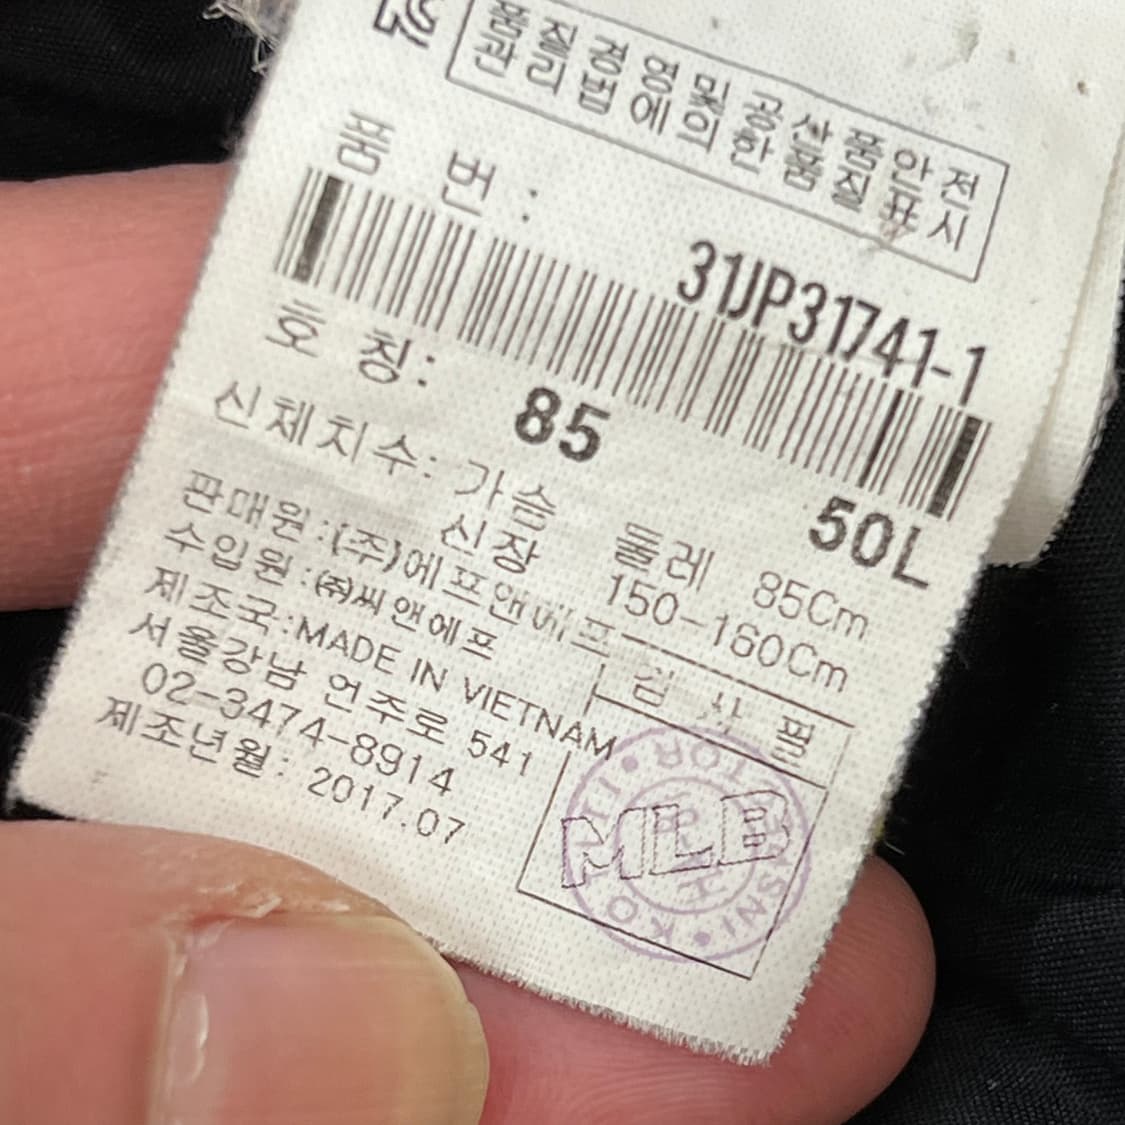 품질경영 및 공산품안전
관리법에 의한 품질표시
품 번 :
31JP31741-1
호 칭: 85
50L
신체치수: 가슴 둘레 85Cm
신장 150-160Cm
판매원:(주)에프앤에프
수입원:㈜씨앤에프
제조국:MADE IN VIETNAM
서울강남 언주로 541
02-3474-8914
제조년월: 2017.07
검 사 필
MLB